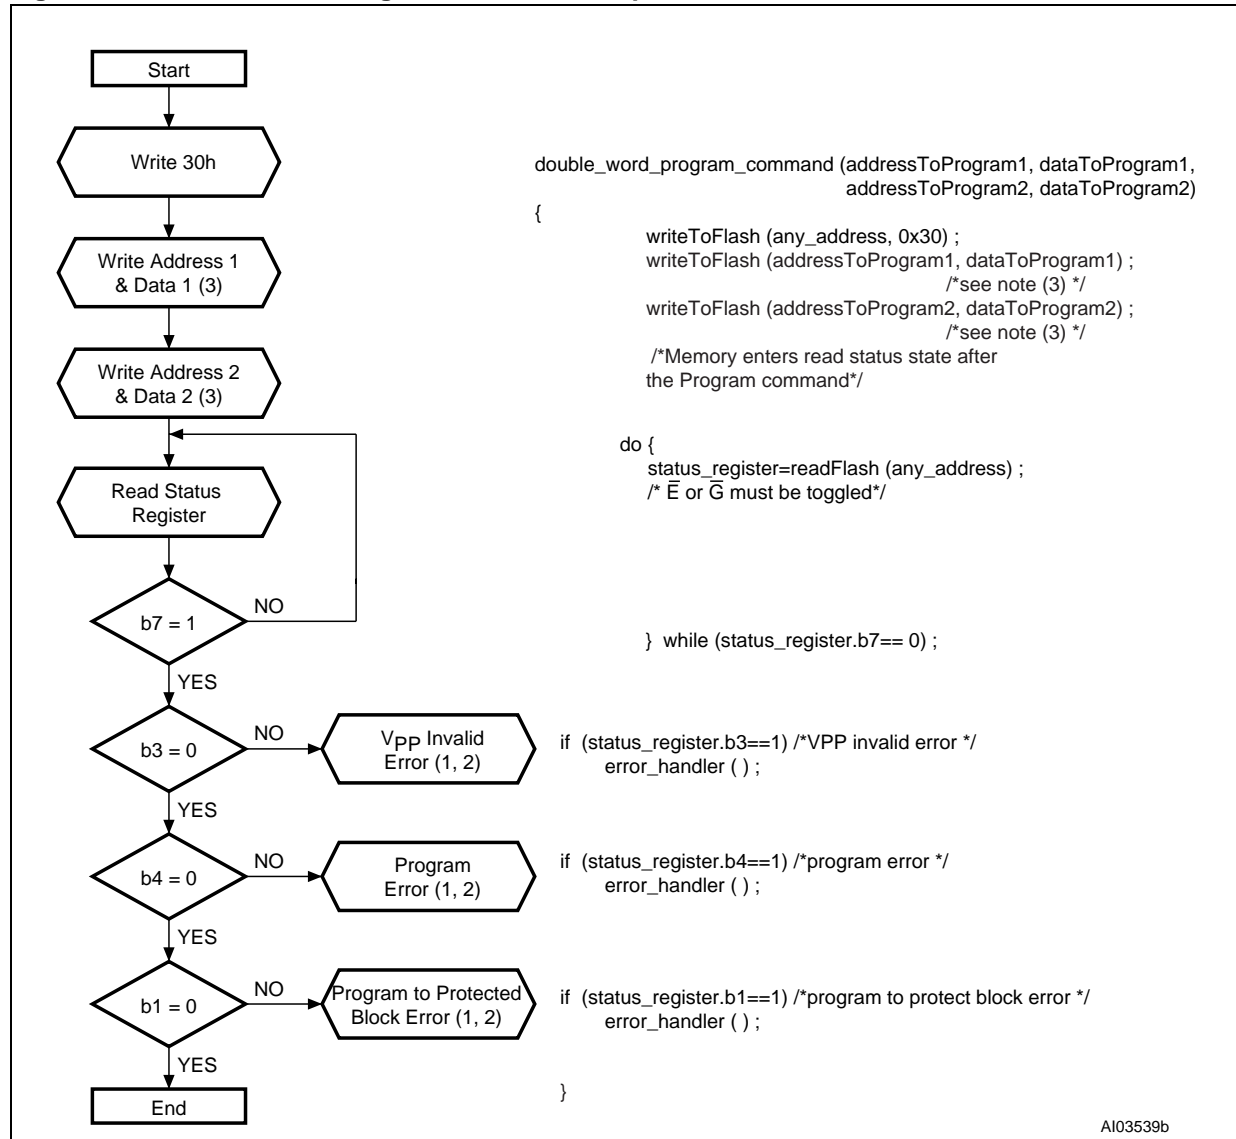 Start
Write 30h
Write Address 1
& Data 1 (3)
Write Address 2
& Data 2 (3)
Read Status
Register
b7 = 1
NO
YES
b3 = 0
NO
VPP Invalid
Error (1, 2)
YES
b4 = 0
NO
Program
Error (1, 2)
YES
b1 = 0
NO
Program to Protected
Block Error (1, 2)
YES
End
double_word_program_command (addressToProgram1, dataToProgram1,
addressToProgram2, dataToProgram2)
{
writeToFlash (any_address, 0x30) ;
writeToFlash (addressToProgram1, dataToProgram1) ;
/*see note (3) */
writeToFlash (addressToProgram2, dataToProgram2) ;
/*see note (3) */
/*Memory enters read status state after
the Program command*/
do {
status_register=readFlash (any_address) ;
/* E̅ or G̅ must be toggled*/
} while (status_register.b7== 0) ;
if (status_register.b3==1) /*VPP invalid error */
error_handler ( ) ;
if (status_register.b4==1) /*program error */
error_handler ( ) ;
if (status_register.b1==1) /*program to protect block error */
error_handler ( ) ;
}
AI03539b